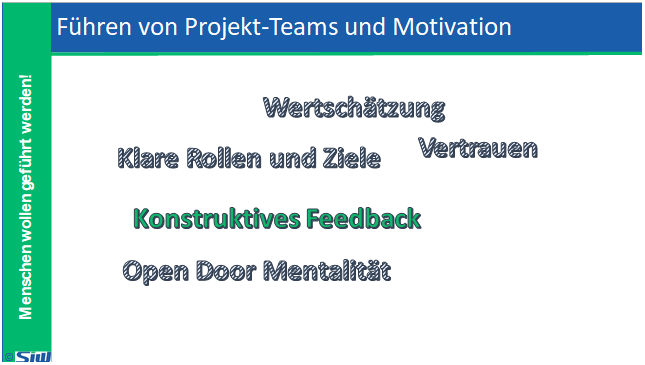 Führen von Projekt-Teams und Motivation
Menschen wollen geführt werden!
Wertschätzung
Klare Rollen und Ziele
Vertrauen
Konstruktives Feedback
Open Door Mentalität
© SIW